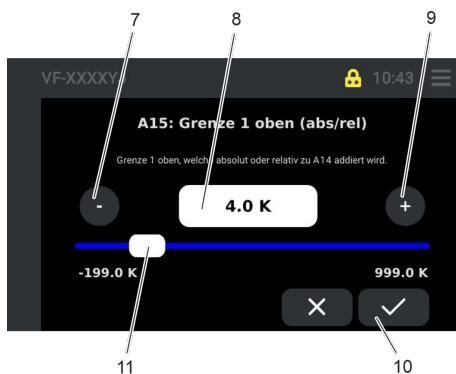 7 8 9
VF-XXXXY 10:43
A15: Grenze 1 oben (abs/rel)
Grenze 1 oben, welche absolut oder relativ zu A14 addiert wird.
- 4.0 K +
-199.0 K 999.0 K
11 10